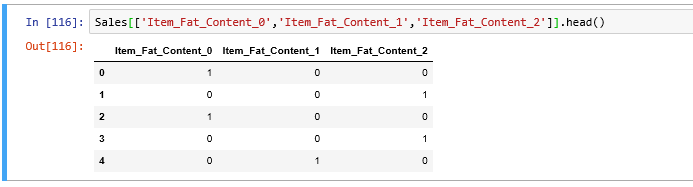 In [116]: Sales[['Item_Fat_Content_0','Item_Fat_Content_1','Item_Fat_Content_2']].head()
Out[116]:
Item_Fat_Content_0 Item_Fat_Content_1 Item_Fat_Content_2
0 1 0 0
1 0 0 1
2 1 0 0
3 0 0 1
4 0 1 0